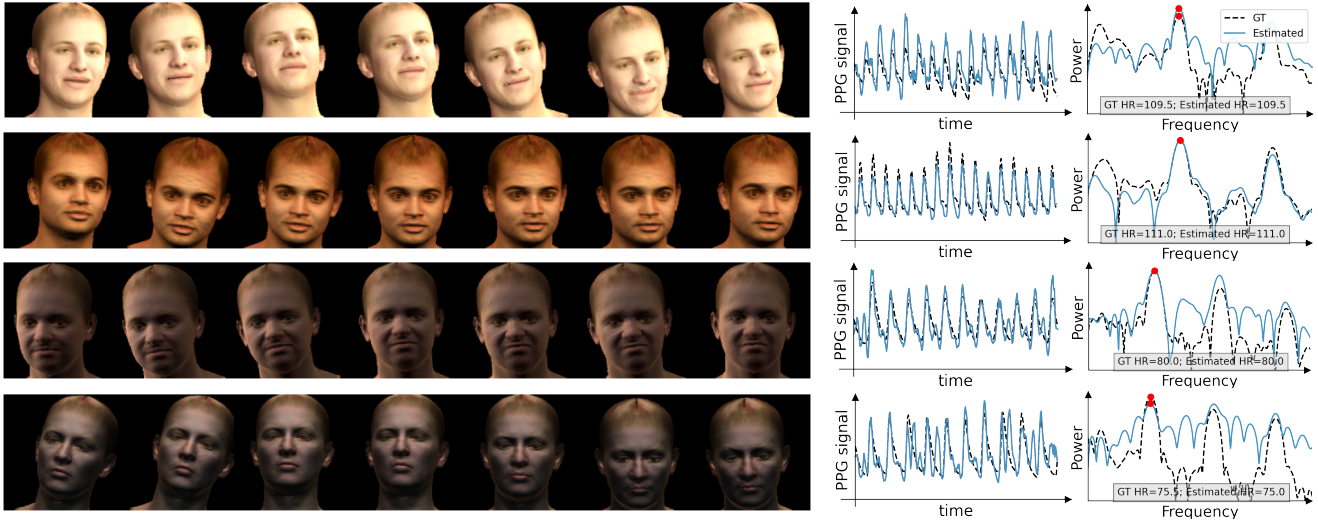 PPG signal
time
Power
GT
Estimated
GT HR=109.5; Estimated HR=109.5
Frequency
PPG signal
time
Power
GT HR=111.0; Estimated HR=111.0
Frequency
PPG signal
time
Power
GT HR=80.0; Estimated HR=80.0
Frequency
PPG signal
time
Power
GT HR=75.5; Estimated HR=75.0
Frequency